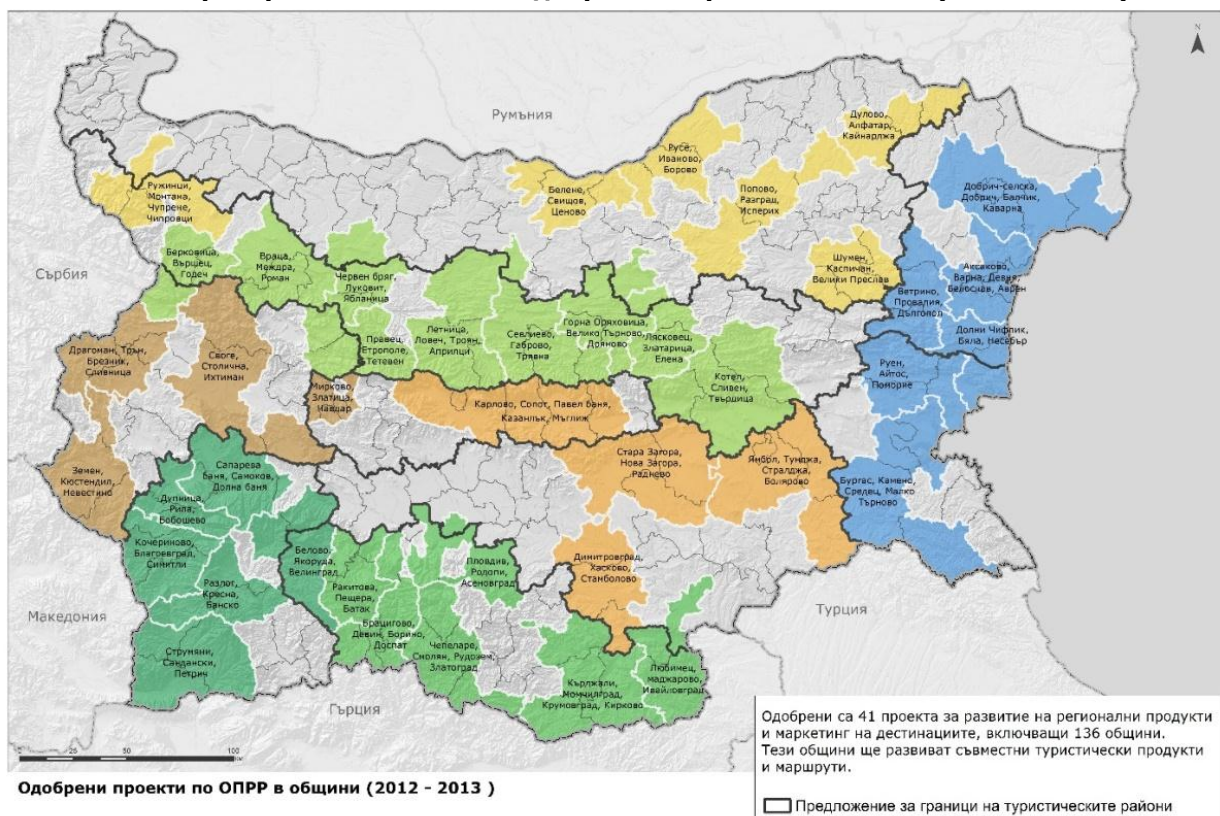 N
Румъния
Дулово,
Алфатар,
Кайнарджа
Русе,
Иваново,
Борово
Ружинци,
Монтана,
Чупрене,
Чипровци
Белене,
Свищов,
Ценово
Попово,
Разград,
Исперих
Добрич-селска,
Добрич, Балчик,
Каварна
Сърбия
Берковица,
Вършец,
Годеч
Враца,
Мездра,
Роман
Червен бряг,
Луковит,
Ябланица
Шумен,
Каспичан,
Велики Преслав
Ветрино,
Провадия,
Дългопол
Аксаково,
Варна, Девня,
Белослав, Аврен
Драгоман, Трън,
Брезник,
Сливница
Своге,
Столична,
Ихтиман
Правец,
Етрополе,
Тетевен
Летница,
Ловеч, Троян,
Априлци
Севлиево,
Габрово,
Трявна
Горна Оряховица,
Велико Търново,
Дряново
Лясковец,
Златарица,
Елена
Долни Чифлик,
Бяла, Несебър
Мирково,
Златица,
Чавдар
Карлово, Сопот, Павел баня,
Казанлък, Мъглиж
Котел,
Сливен,
Твърдица
Руен,
Айтос,
Поморие
Земен,
Кюстендил,
Невестино
Сапарева
баня, Самоков,
Долна баня
Стара Загора,
Нова Загора,
Раднево
Ямбол, Тунджа,
Стралджа,
Болярово
Бургас, Камено,
Средец, Малко
Търново
Дупница,
Рила,
Бобошево
Кочериново,
Благоевград,
Симитли
Белово,
Якоруда,
Велинград
Пловдив,
Родопи,
Асеновград
Димитровград,
Хасково,
Стамболово
Македония
Разлог,
Кресна,
Банско
Ракитово,
Пещера,
Батак
Брацигово,
Девин, Борино,
Доспат
Турция
Струмяни,
Сандански,
Петрич
Чепеларе,
Смолян, Рудозем,
Златоград
Кърджали,
Момчилград,
Крумовград, Кирково
Любимец,
маджарово,
Ивайловград
Гърция
0 25 50 100
Одобрени са 41 проекта за развитие на регионални продукти
и маркетинг на дестинациите, включващи 136 общини.
Тези общини ще развиват съвместни туристически продукти
и маршрути.
Предложение за граници на туристическите райони
Одобрени проекти по ОПРР в общини (2012 - 2013 )